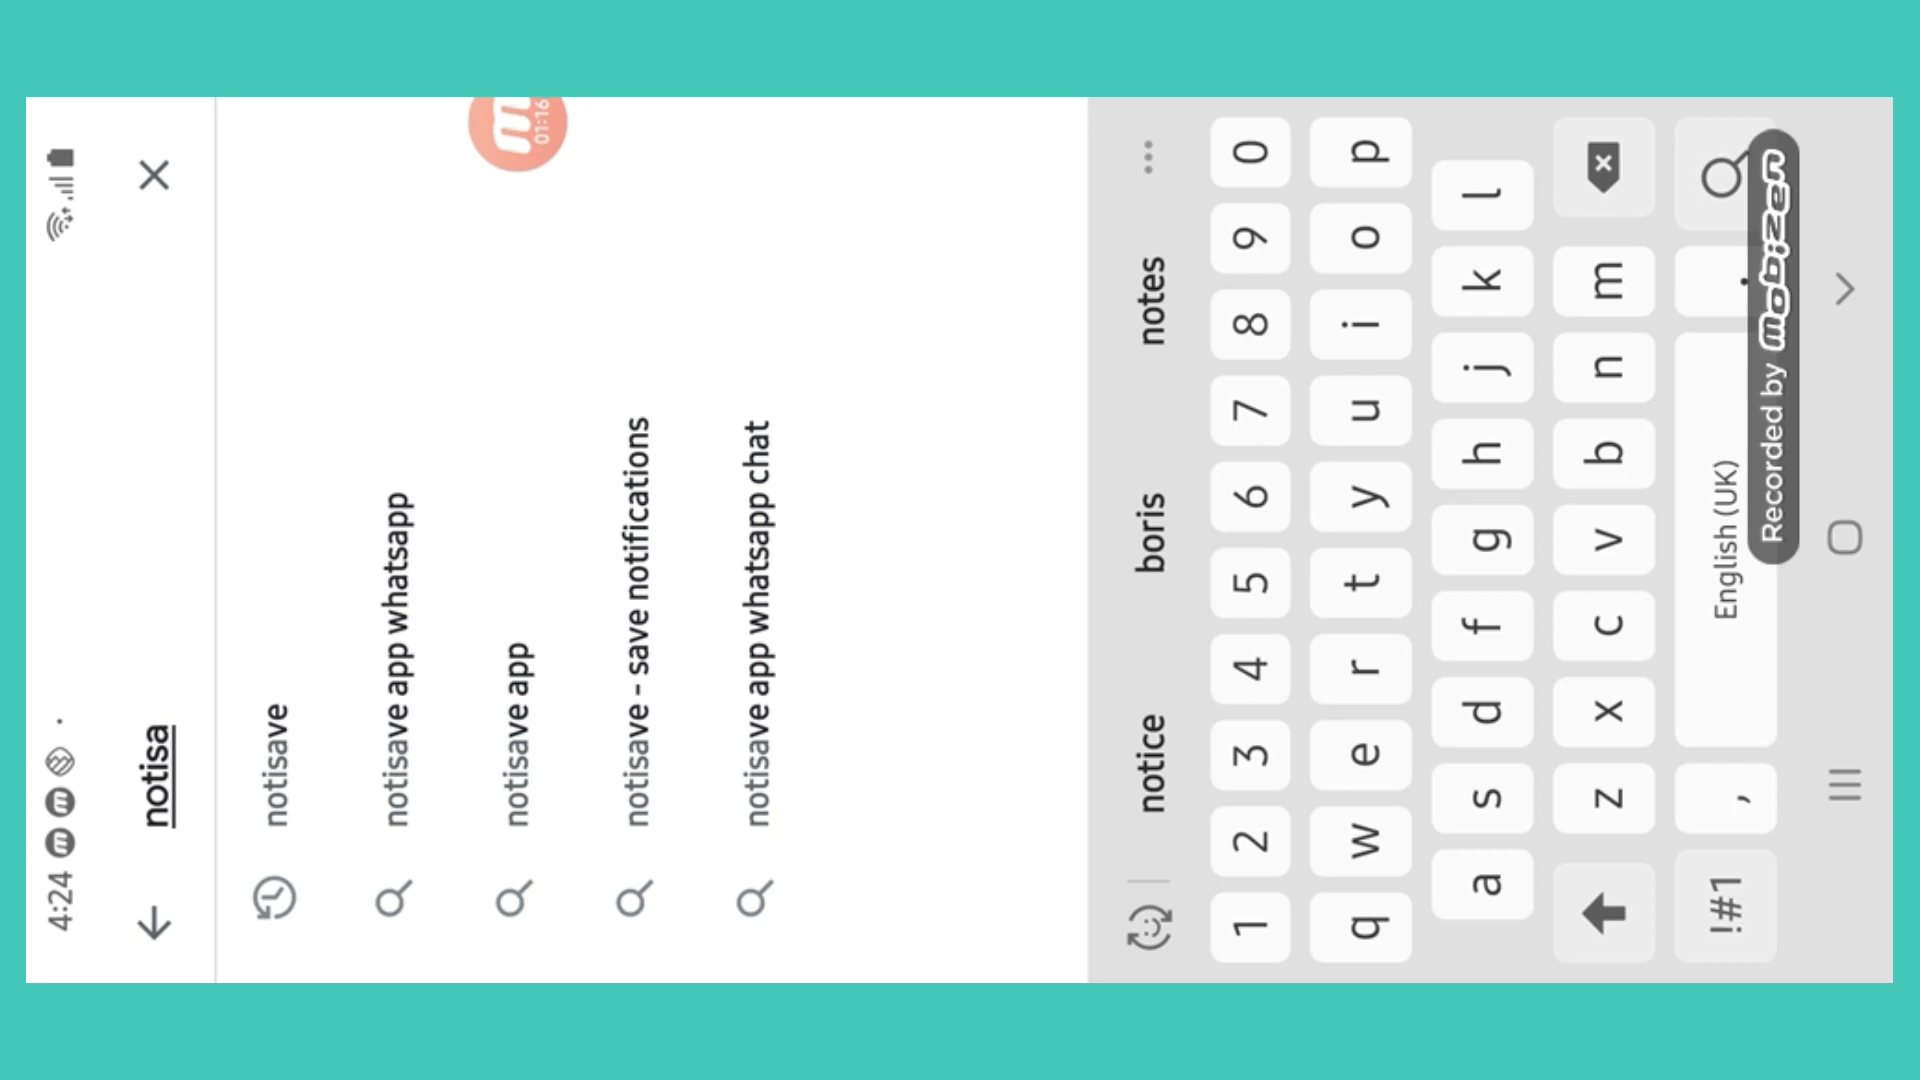 4:24
notisa
notisave
notisave app whatsapp
notisave app
notisave - save notifications
notisave app whatsapp chat
01:16
notice boris notes
1 2 3 4 5 6 7 8 9 0
q w e r t y u i o p
a s d f g h j k l
z x c v b n m
!#1 , English (UK) .
Recorded by mobizen